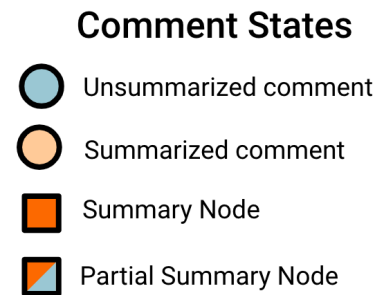 Comment States
Unsummarized comment
Summarized comment
Summary Node
Partial Summary Node